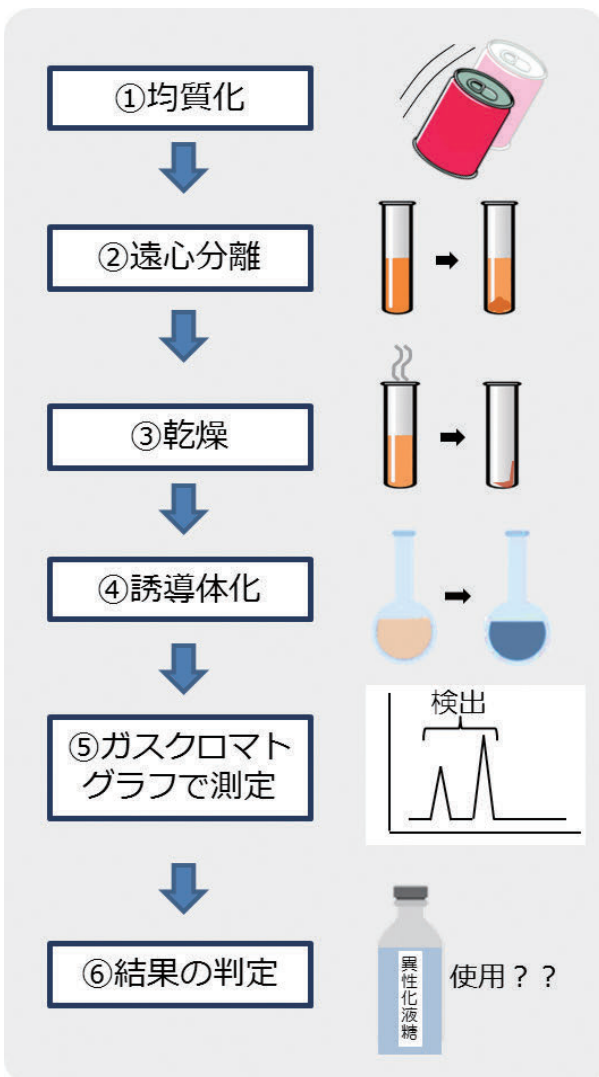 ①均質化
②遠心分離
③乾燥
④誘導体化
⑤ガスクロマト
グラフで測定
検出
⑥結果の判定
異性化液糖
使用？？